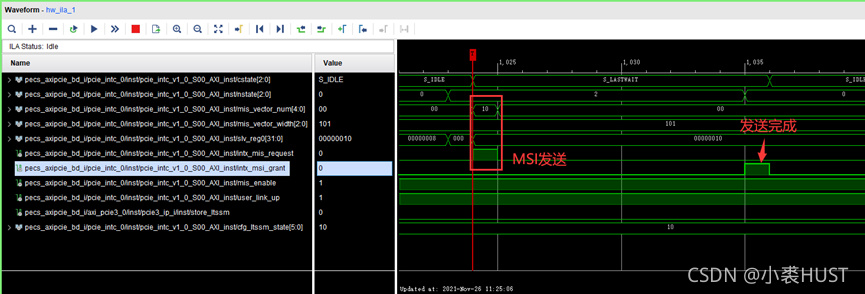 Waveform - hw_ila_1
ILA Status: Idle
Name Value
1,025 1,030 1,035
pecs_axipcie_bd_i/pcie_intc_0/inst/pcie_intc_v1_0_S00_AXI_inst/cstate[2:0] S_IDLE S_IDLE S_LASTWAIT S_IDLE
pecs_axipcie_bd_i/pcie_intc_0/inst/pcie_intc_v1_0_S00_AXI_inst/nstate[2:0] 0 0 2 0
pecs_axipcie_bd_i/pcie_intc_0/inst/pcie_intc_v1_0_S00_AXI_inst/mis_vector_num[4:0] 00 00 10 00
pecs_axipcie_bd_i/pcie_intc_0/inst/pcie_intc_v1_0_S00_AXI_inst/mis_vector_width[2:0] 101 101
pecs_axipcie_bd_i/pcie_intc_0/inst/pcie_intc_v1_0_S00_AXI_inst/slv_reg0[31:0] 00000010 00000008 000 00000010
pecs_axipcie_bd_i/pcie_intc_0/inst/pcie_intc_v1_0_S00_AXI_inst/intx_mis_request 0
pecs_axipcie_bd_i/pcie_intc_0/inst/pcie_intc_v1_0_S00_AXI_inst/intx_msi_grant 0
pecs_axipcie_bd_i/pcie_intc_0/inst/pcie_intc_v1_0_S00_AXI_inst/mis_enable 1
pecs_axipcie_bd_i/pcie_intc_0/inst/pcie_intc_v1_0_S00_AXI_inst/user_link_up 1
pecs_axipcie_bd_i/axi_pcie3_0/inst/pcie3_ip_i/inst/store_ltssm 0
pecs_axipcie_bd_i/pcie_intc_0/inst/pcie_intc_v1_0_S00_AXI_inst/cfg_ltssm_state[5:0] 10 10
MSI发送
发送完成
Updated at: 2021-Nov-26 11:25:06
CSDN @小裘HUST